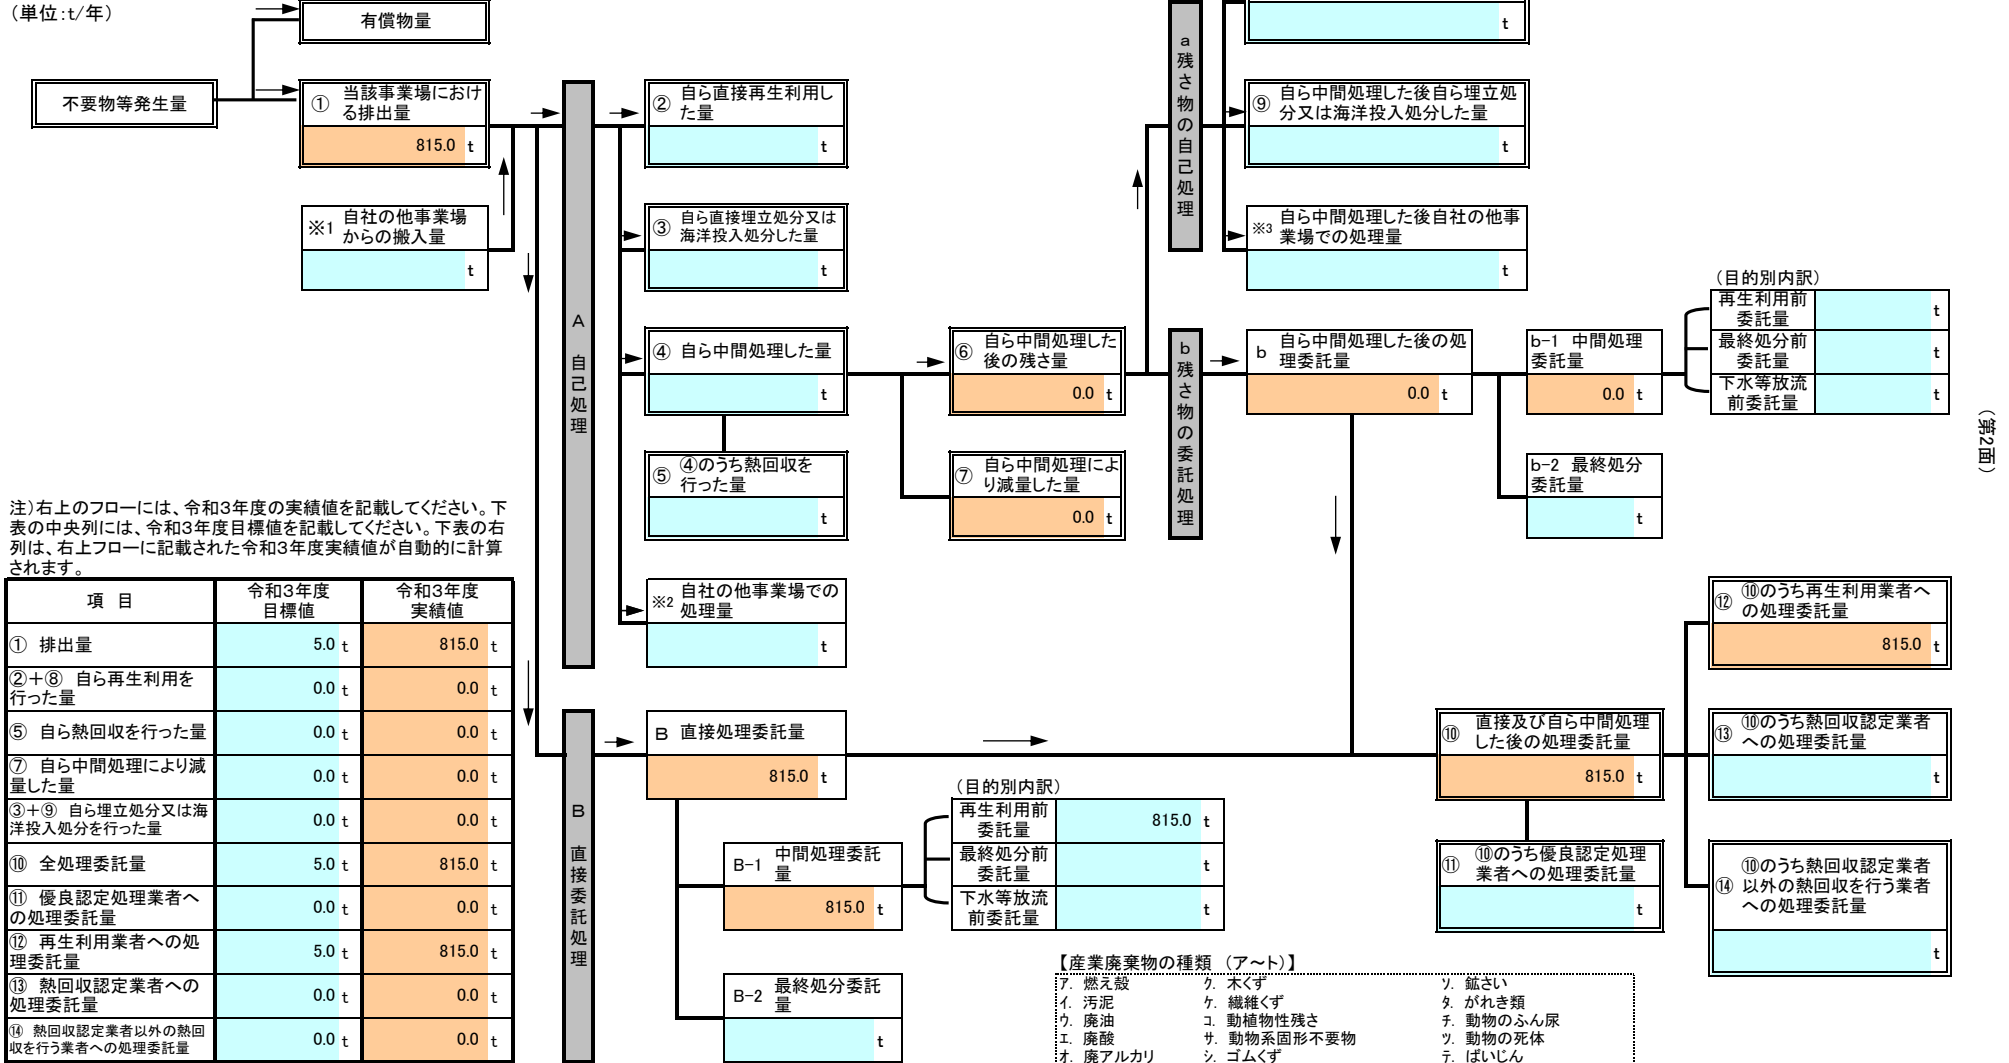 （単位：t/年）
有償物量
不要物等発生量
① 当該事業場におけ
る排出量
815.0 t
※1 自社の他事業場
からの搬入量
t
A 自己処理
② 自ら直接再生利用し
た量
t
③ 自ら直接埋立処分又は
海洋投入処分した量
t
④ 自ら中間処理した量
t
⑤ ④のうち熱回収を
行った量
t
※2 自社の他事業場での
処理量
t
⑥ 自ら中間処理した
後の残さ量
0.0 t
⑦ 自ら中間処理によ
り減量した量
0.0 t
a 残さ物の自己処理
t
⑨ 自ら中間処理した後自ら埋立処
分又は海洋投入処分した量
t
※3 自ら中間処理した後自社の他事
業場での処理量
t
b 残さ物の委託処理
b 自ら中間処理した後の処
理委託量
0.0 t
b-1 中間処理
委託量
0.0 t
b-2 最終処分
委託量
t
（目的別内訳）
再生利用前
委託量
t
最終処分前
委託量
t
下水等放流
前委託量
t
（第2面）
注）右上のフローには、令和3年度の実績値を記載してください。下
表の中央列には、令和3年度目標値を記載してください。下表の右
列は、右上フローに記載された令和3年度実績値が自動的に計算
されます。
項 目 令和3年度
目標値 令和3年度
実績値
① 排出量 5.0 t 815.0 t
②＋⑧ 自ら再生利用を
行った量 0.0 t 0.0 t
⑤ 自ら熱回収を行った量 0.0 t 0.0 t
⑦ 自ら中間処理により減
量した量 0.0 t 0.0 t
③＋⑨ 自ら埋立処分又は海
洋投入処分を行った量 0.0 t 0.0 t
⑩ 全処理委託量 5.0 t 815.0 t
⑪ 優良認定処理業者へ
の処理委託量 0.0 t 0.0 t
⑫ 再生利用業者への処
理委託量 5.0 t 815.0 t
⑬ 熱回収認定業者への
処理委託量 0.0 t 0.0 t
⑭ 熱回収認定業者以外の熱回
収を行う業者への処理委託量 0.0 t 0.0 t
B 直接委託処理
B 直接処理委託量
815.0 t
B-1 中間処理委託
量
815.0 t
B-2 最終処分委託
量
t
（目的別内訳）
再生利用前
委託量
815.0 t
最終処分前
委託量
t
下水等放流
前委託量
t
⑩ 直接及び自ら中間処理
した後の処理委託量
815.0 t
⑪ ⑩のうち優良認定処理
業者への処理委託量
t
⑫ ⑩のうち再生利用業者へ
の処理委託量
815.0 t
⑬ ⑩のうち熱回収認定業者
への処理委託量
t
⑭ ⑩のうち熱回収認定業者
以外の熱回収を行う業者
への処理委託量
t
【産業廃棄物の種類 （ア～ト）】
ア. 燃え殻 ク. 木くず ソ. 鉱さい
イ. 汚泥 ケ. 繊維くず タ. がれき類
ウ. 廃油 コ. 動植物性残さ チ. 動物のふん尿
エ. 廃酸 サ. 動物系固形不要物 ツ. 動物の死体
オ. 廃アルカリ シ. ゴムくず テ. ばいじん